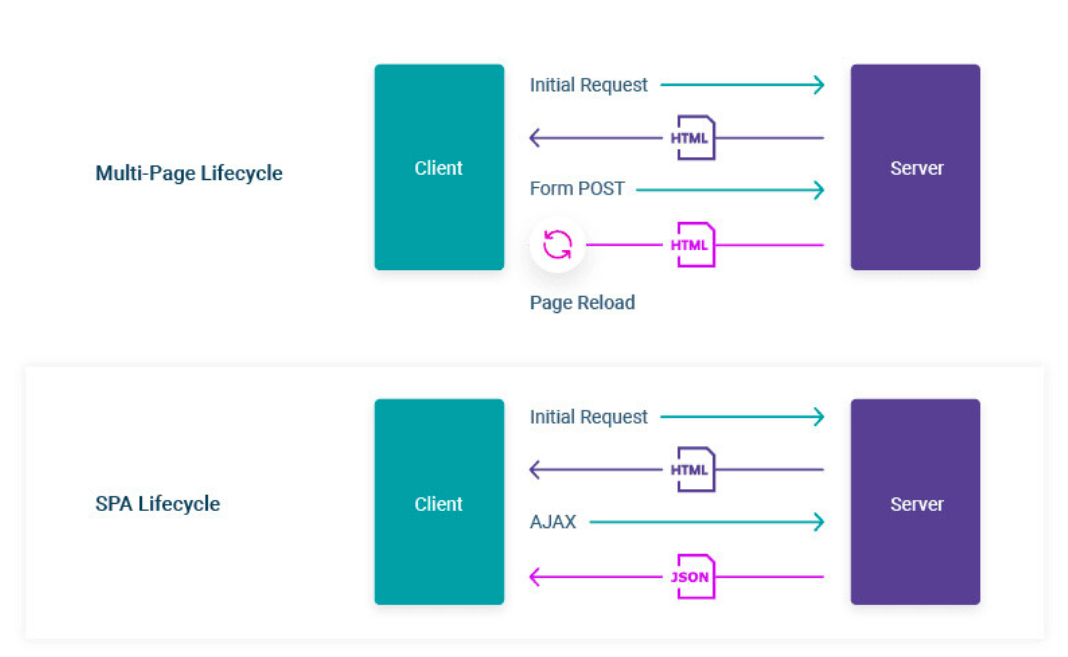 Multi-Page Lifecycle
Client
Initial Request
HTML
Form POST
HTML
Page Reload
Server
SPA Lifecycle
Client
Initial Request
HTML
AJAX
JSON
Server